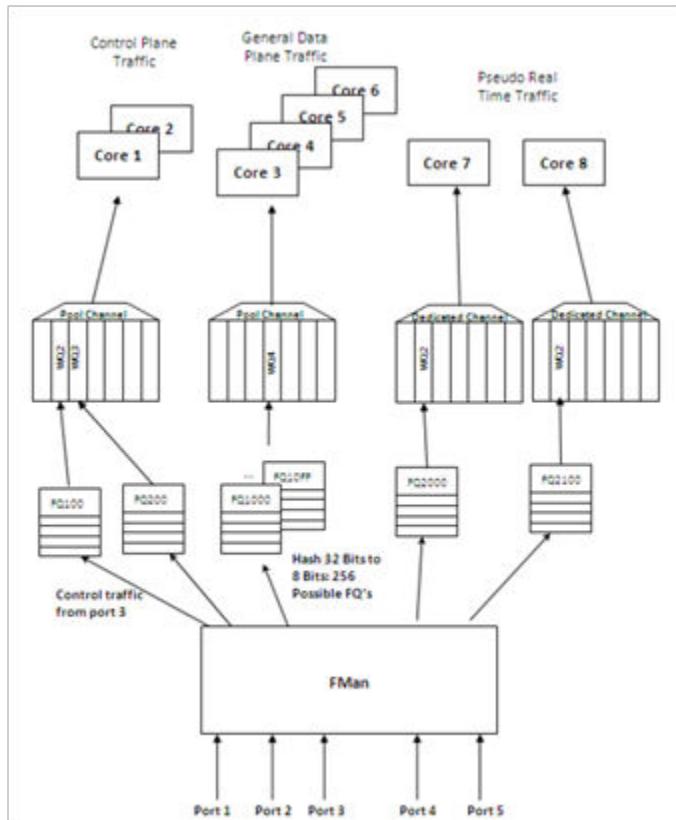 Control Plane
Traffic
General Data
Plane Traffic
Pseudo Real
Time Traffic
Core 2
Core 1
Core 6
Core 5
Core 4
Core 3
Core 7
Core 8
Pool Channel
WQ2
WQ3
Pool Channel
WQ4
Dedicated Channel
WQ2
Dedicated Channel
WQ2
FQ100
FQ200
...
FQ10FF
FQ1000
FQ2000
FQ2100
Hash 32 Bits to
8 Bits: 256
Possible FQ's
Control traffic
from port 3
FMan
Port 1
Port 2
Port 3
Port 4
Port 5